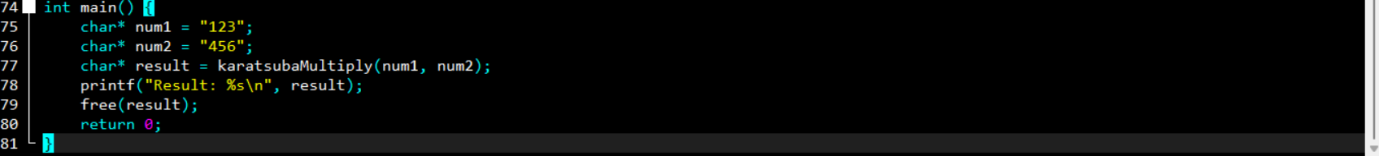 74 int main() {
75     char* num1 = "123";
76     char* num2 = "456";
77     char* result = karatsubaMultiply(num1, num2);
78     printf("Result: %s\n", result);
79     free(result);
80     return 0;
81 }